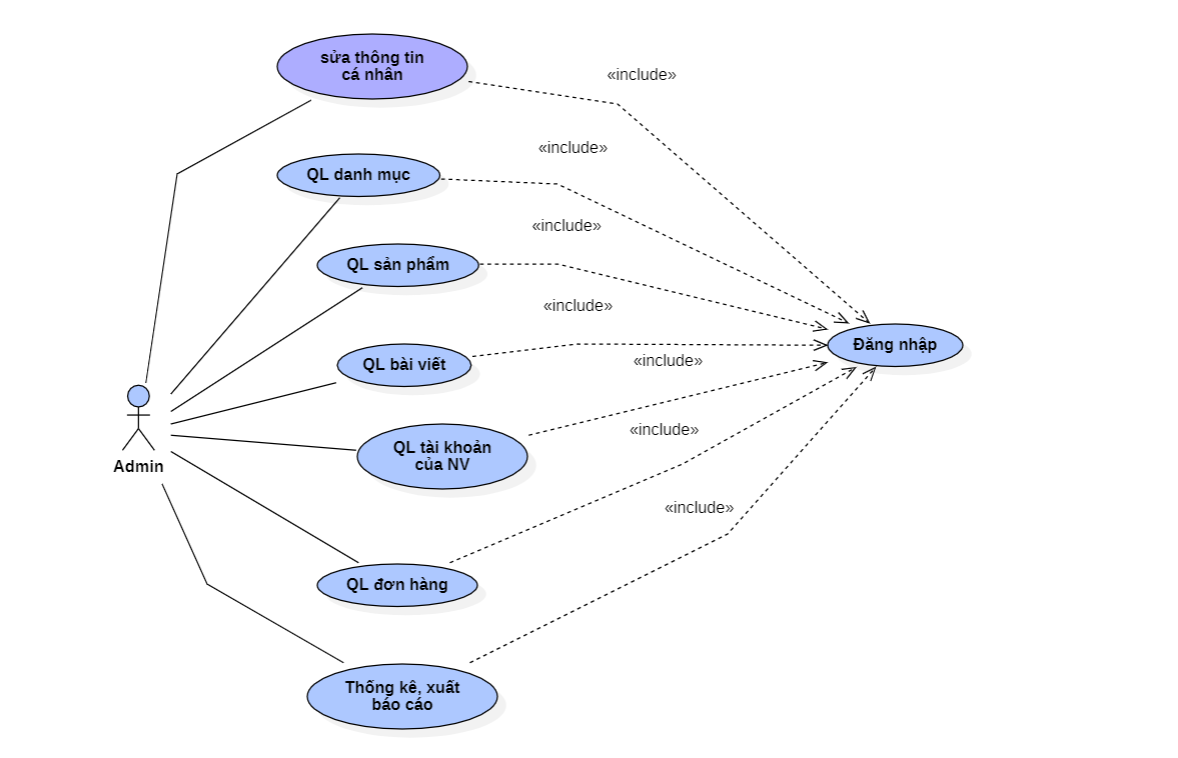 sửa thông tin
cá nhân
«include»
«include»
QL danh mục
«include»
QL sản phẩm
«include»
Đăng nhập
QL bài viết
«include»
«include»
QL tài khoản
của NV
Admin
«include»
QL đơn hàng
Thống kê, xuất
báo cáo